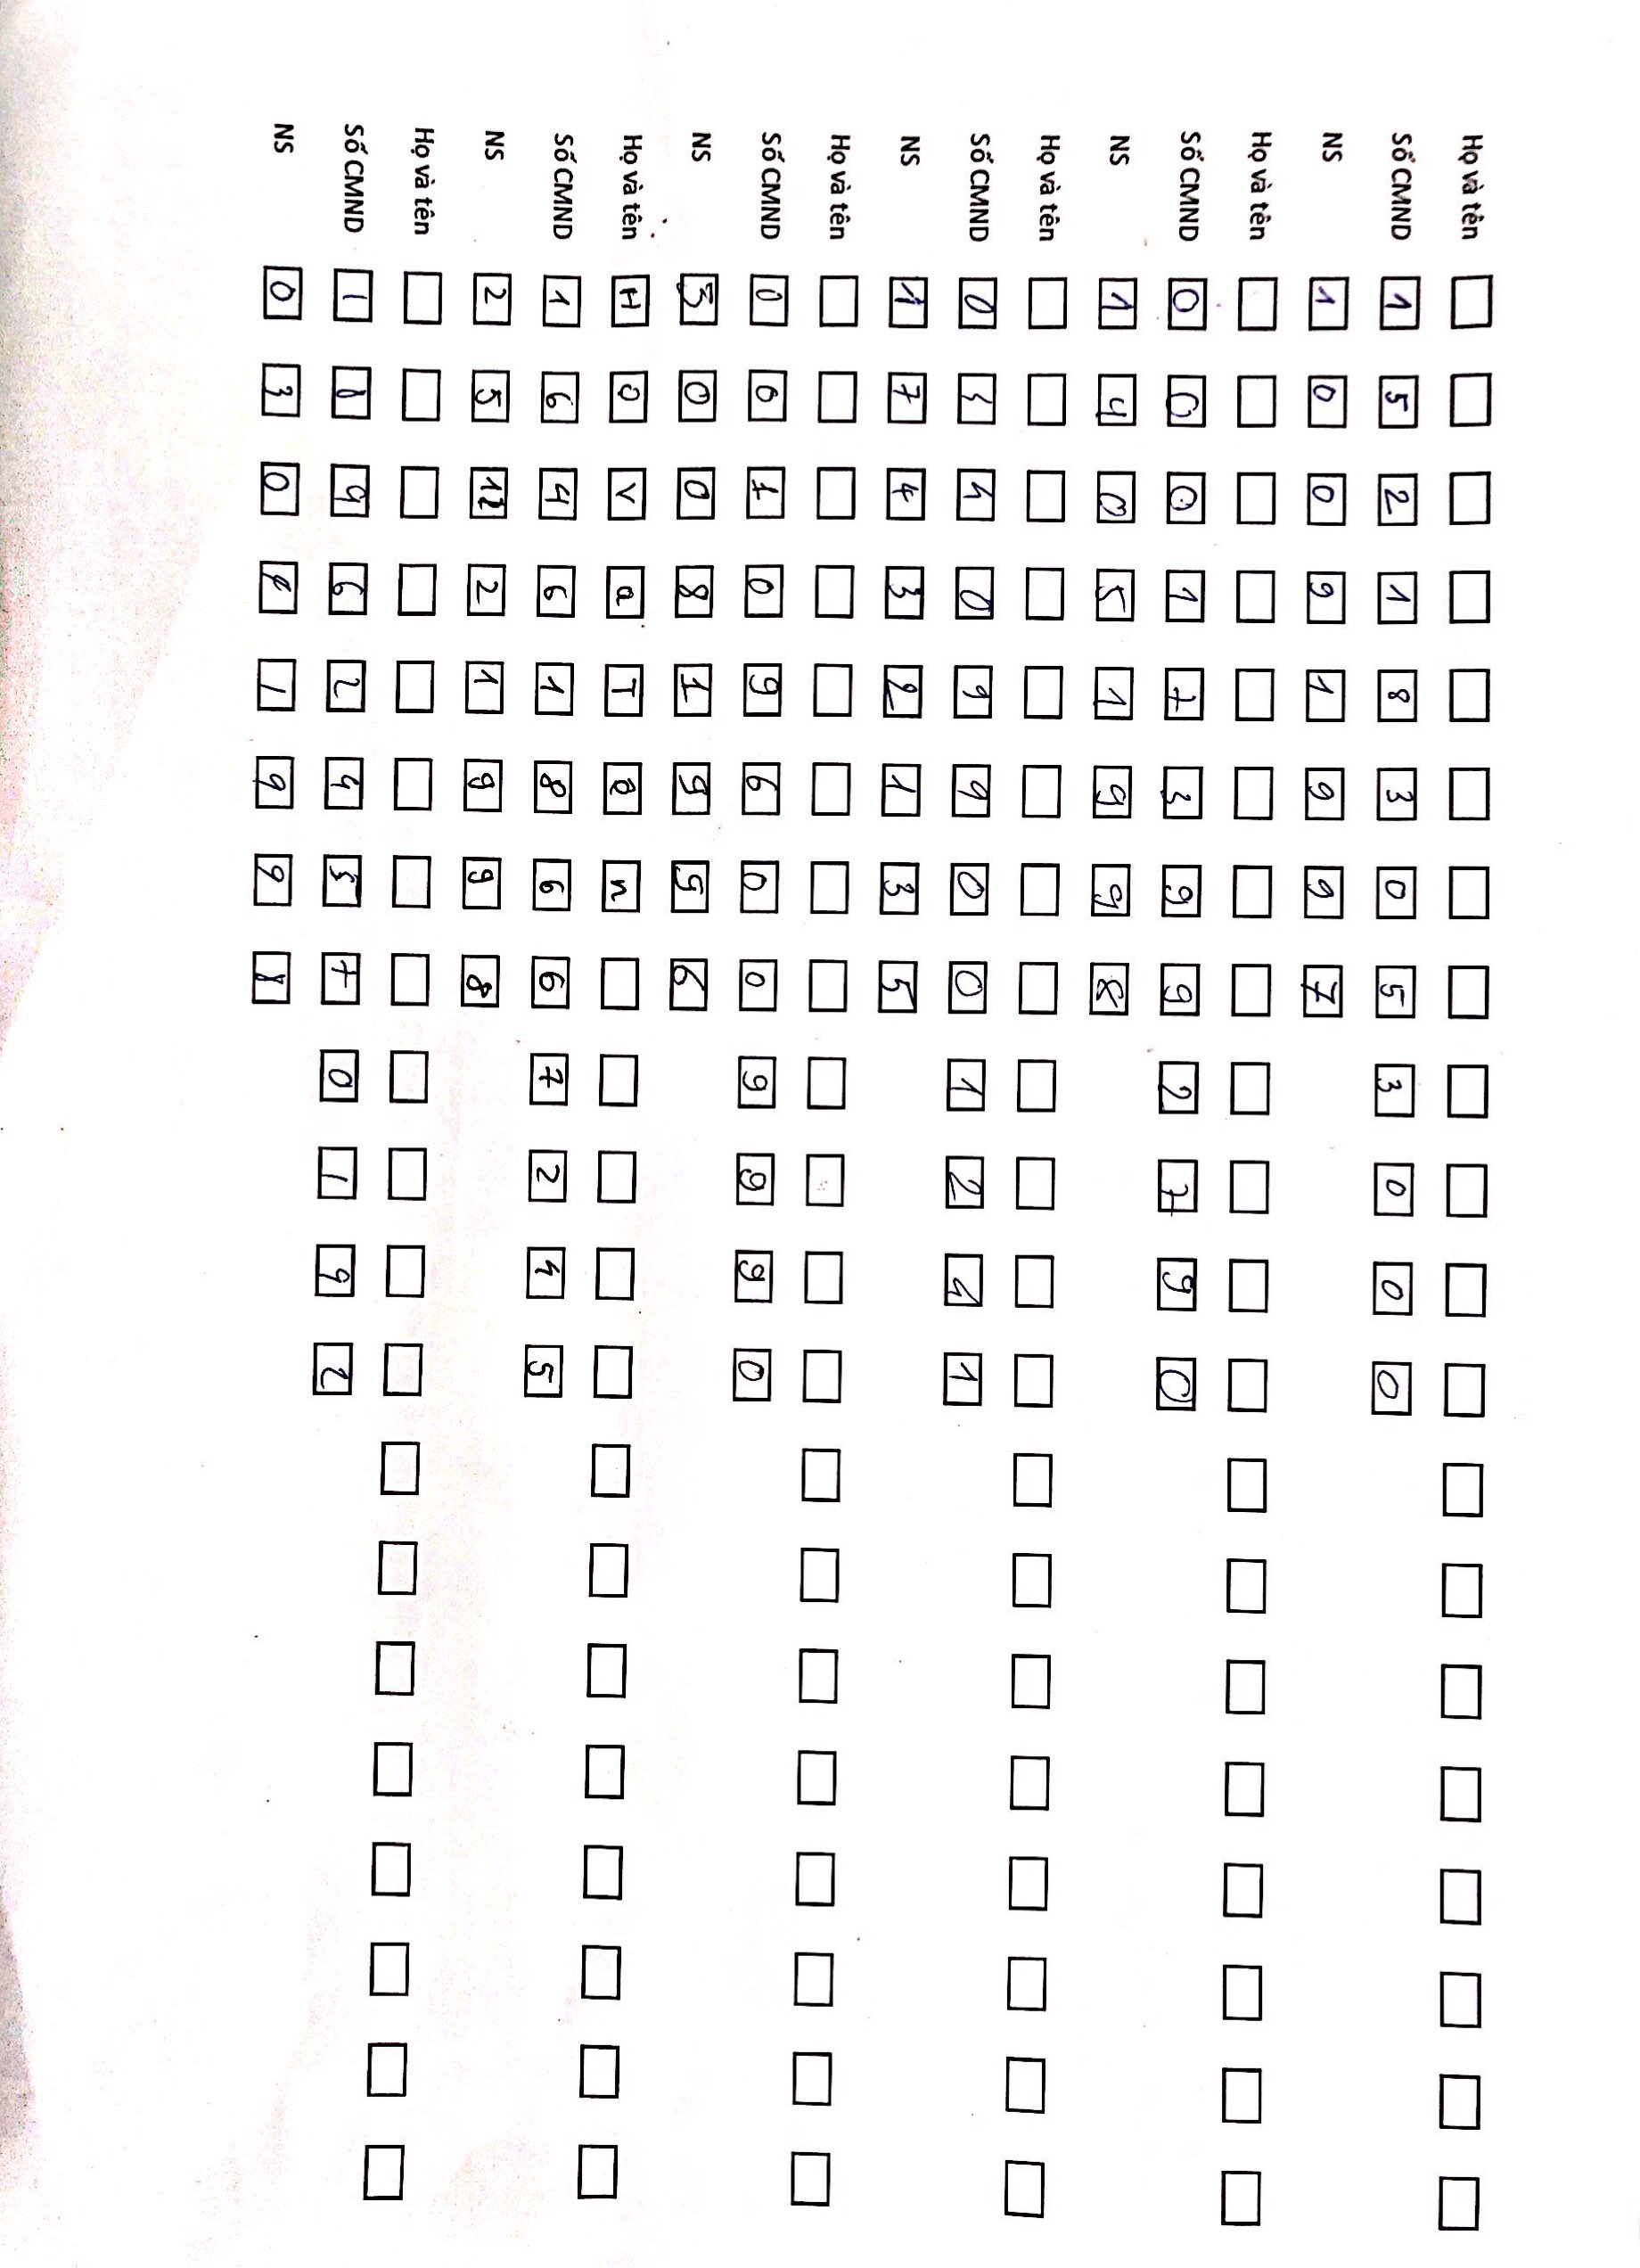 Họ và tên
Số CMND 1 5 2 1 8 3 0 5 3 0 0 0
NS 1 0 0 9 1 9 9 7
Họ và tên
Số CMND 0 0 0 1 7 3 9 9 2 7 9 0
NS 1 4 0 5 1 9 9 8
Họ và tên
Số CMND 0 3 4 0 9 9 0 0 1 2 4 1
NS 1 7 4 3 2 1 3 5
Họ và tên
Số CMND 0 0 1 0 9 6 0 0 9 9 9 0
NS 3 0 0 8 1 9 9 6
Họ và tên H Ọ V a T ê n
Số CMND 1 6 4 6 1 8 6 6 7 2 4 5
NS 2 5 12 2 1 9 9 8
Họ và tên
Số CMND 1 8 9 6 2 4 5 7 0 1 9 2
NS 0 3 0 4 1 9 9 8